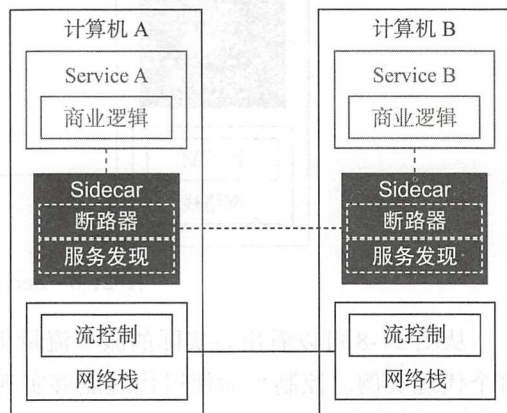 计算机 A
Service A
商业逻辑
Sidecar
断路器
服务发现
流控制
网络栈
计算机 B
Service B
商业逻辑
Sidecar
断路器
服务发现
流控制
网络栈